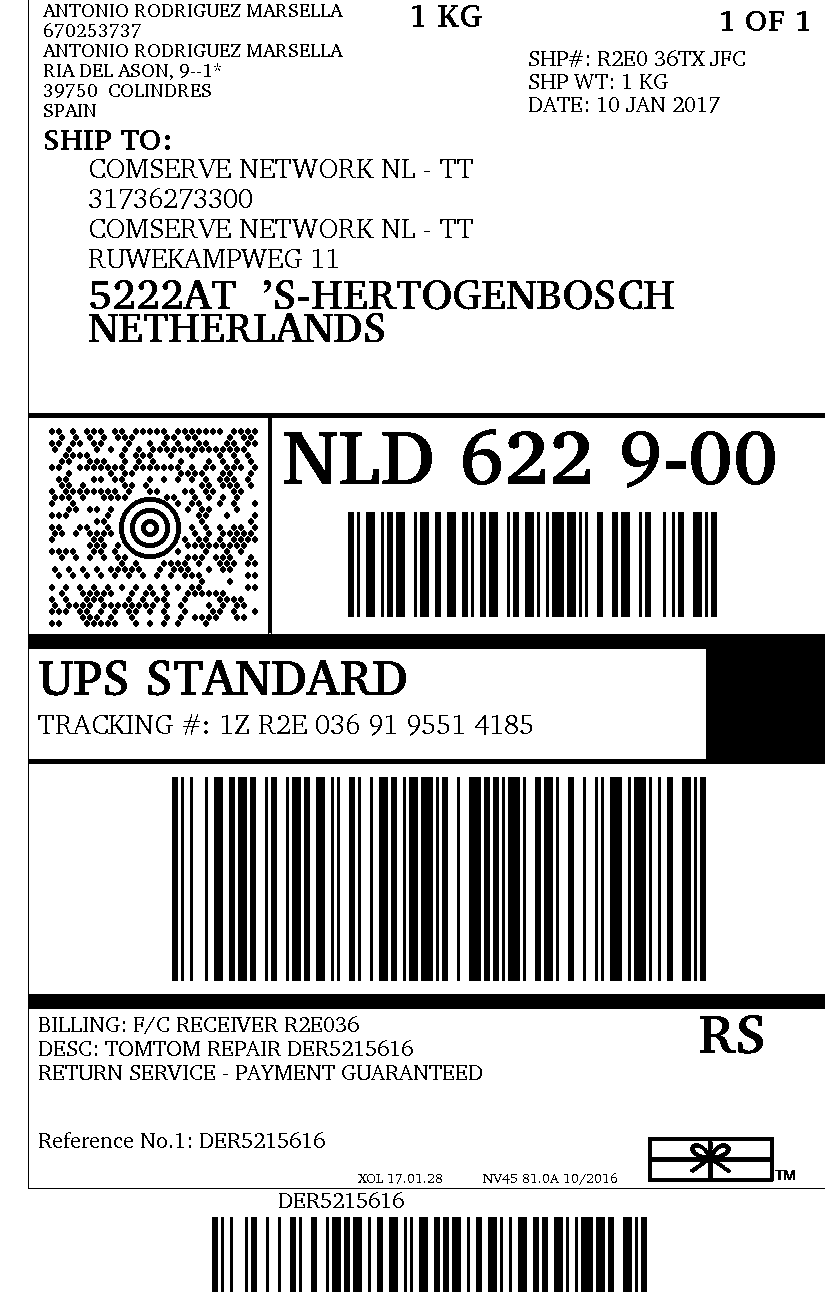 ANTONIO RODRIGUEZ MARSELLA
670253737
ANTONIO RODRIGUEZ MARSELLA
RIA DEL ASON, 9--1*
39750 COLINDRES
SPAIN
1 KG
1 OF 1
SHP#: R2E0 36TX JFC
SHP WT: 1 KG
DATE: 10 JAN 2017
SHIP TO:
COMSERVE NETWORK NL - TT
31736273300
COMSERVE NETWORK NL - TT
RUWEKAMPWEG 11
5222AT 'S-HERTOGENBOSCH
NETHERLANDS
NLD 622 9-00
UPS STANDARD
TRACKING #: 1Z R2E 036 91 9551 4185
BILLING: F/C RECEIVER R2E036
DESC: TOMTOM REPAIR DER5215616
RETURN SERVICE - PAYMENT GUARANTEED
RS
Reference No.1: DER5215616
XOL 17.01.28 NV45 81.0A 10/2016
TM
DER5215616